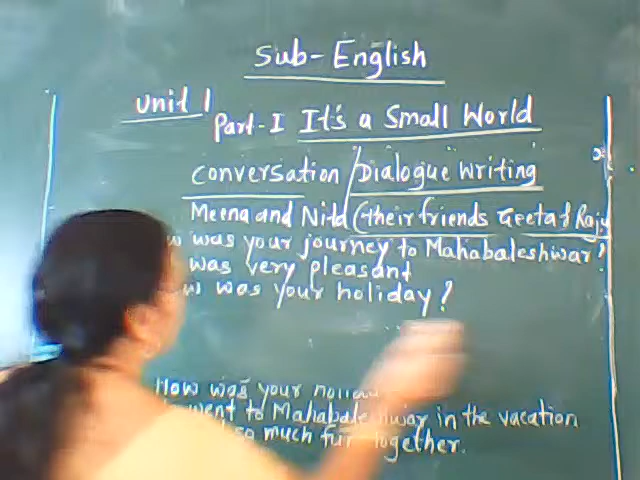 Sub-English
Unit 1
Part-I It's a Small World
Conversation/Dialogue Writing
Meena and Nita (their friends Geeta & Raju
was your journey to Mahabaleshwar?
was very pleasant
was your holiday?
How was your
went to Mahabaleshwar in the vacation
so much fun together.